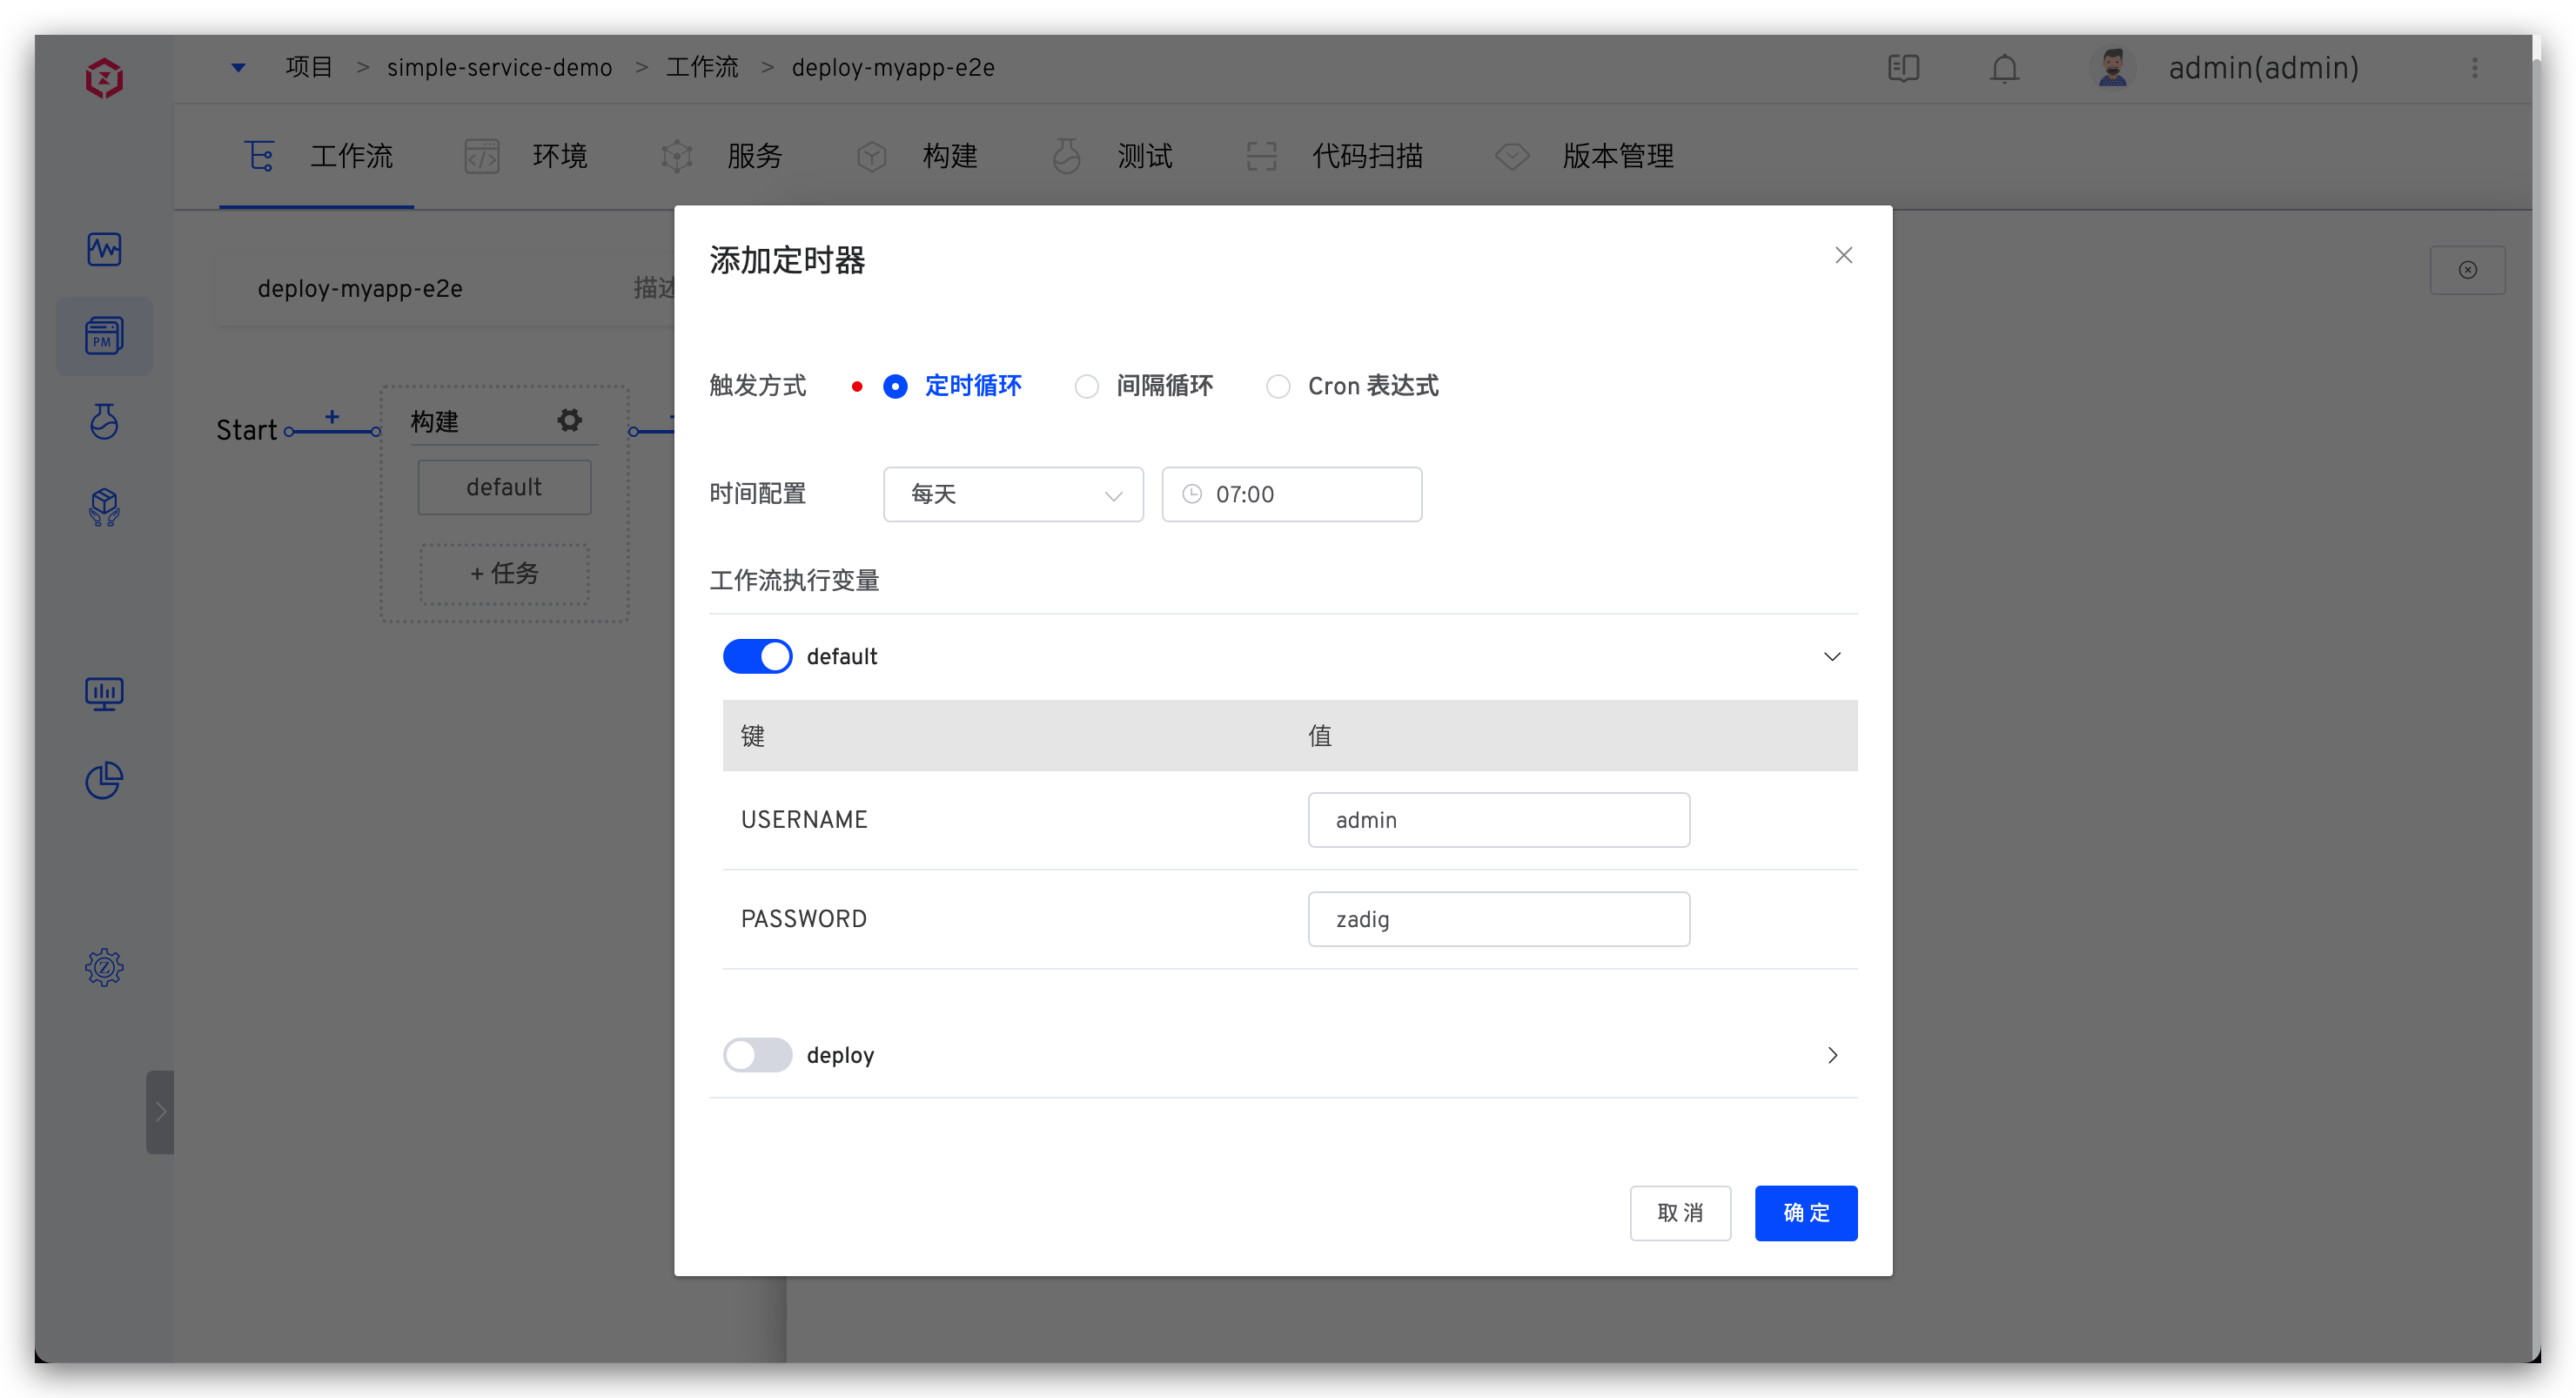 项目 > simple-service-demo > 工作流 > deploy-myapp-e2e
admin(admin)
工作流 环境 服务 构建 测试 代码扫描 版本管理
PM
deploy-myapp-e2e 描述
Start
构建
default
+ 任务
添加定时器
触发方式 定时循环 间隔循环 Cron 表达式
时间配置 每天 07:00
工作流执行变量
default
键 值
USERNAME admin
PASSWORD zadig
deploy
取消 确定